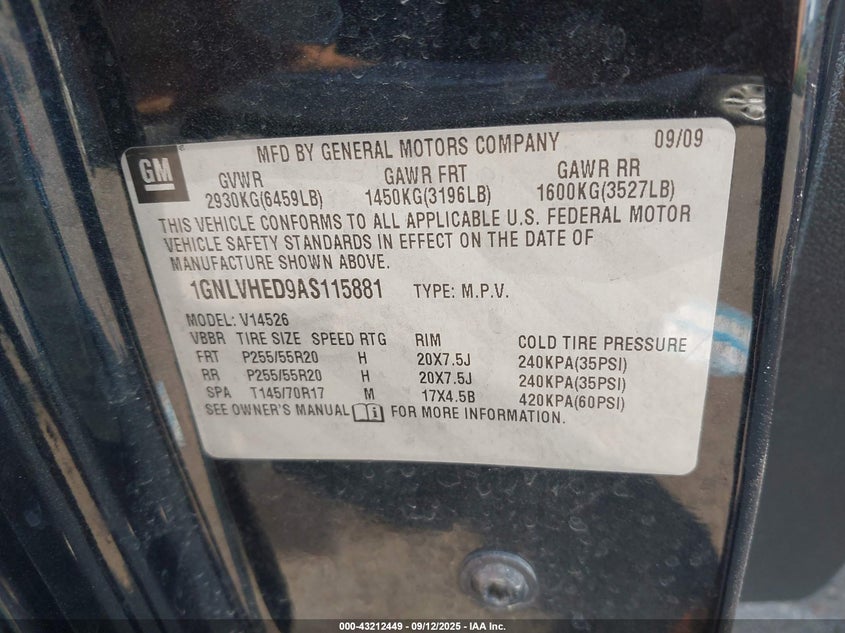 GM
MFD BY GENERAL MOTORS COMPANY 09/09
GVWR GAWR FRT GAWR RR
2930KG(6459LB) 1450KG(3196LB) 1600KG(3527LB)
THIS VEHICLE CONFORMS TO ALL APPLICABLE U.S. FEDERAL MOTOR
VEHICLE SAFETY STANDARDS IN EFFECT ON THE DATE OF
MANUFACTURE SHOWN ABOVE.
1GNLVHED9AS115881 TYPE: M.P.V.
MODEL: V14526
VBBR TIRE SIZE SPEED RTG RIM COLD TIRE PRESSURE
FRT P255/55R20 H 20X7.5J 240KPA(35PSI)
RR P255/55R20 H 20X7.5J 240KPA(35PSI)
SPA T145/70R17 M 17X4.5B 420KPA(60PSI)
SEE OWNER'S MANUAL i FOR MORE INFORMATION.
000-43212449 - 09/12/2025 - IAA Inc.